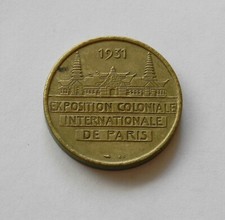 1931
EXPOSITION COLONIALE
INTERNATIONALE
DE PARIS